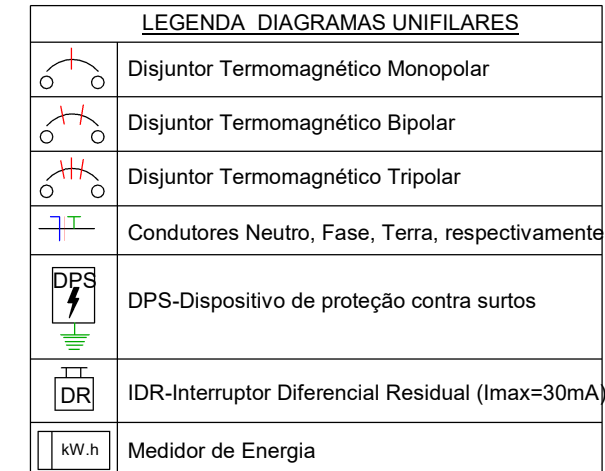 LEGENDA DIAGRAMAS UNIFILARES
Disjuntor Termomagnético Monopolar
Disjuntor Termomagnético Bipolar
Disjuntor Termomagnético Tripolar
Condutores Neutro, Fase, Terra, respectivamente
DPS
DPS-Dispositivo de proteção contra surtos
DR
IDR-Interruptor Diferencial Residual (Imax=30mA)
kW.h
Medidor de Energia